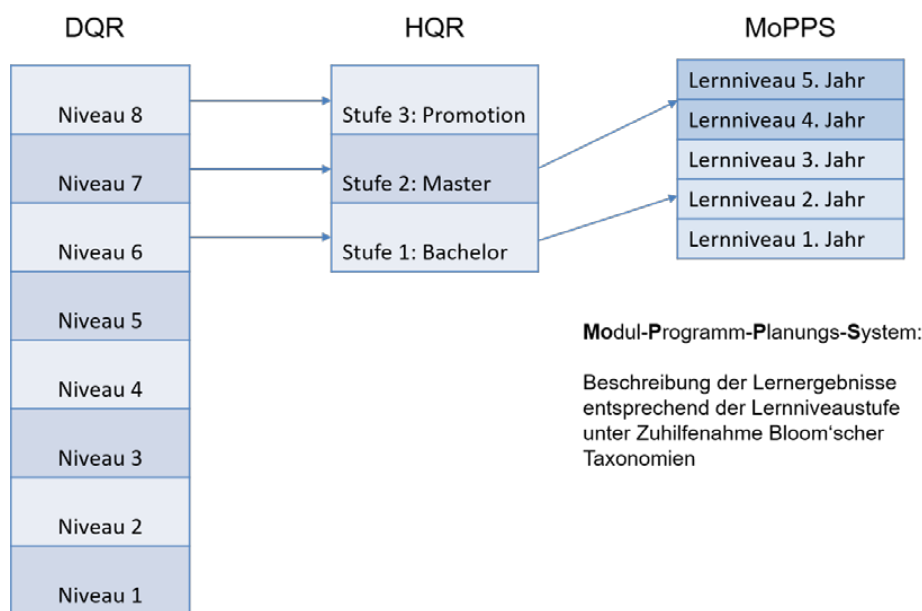 DQR
Niveau 8
Niveau 7
Niveau 6
Niveau 5
Niveau 4
Niveau 3
Niveau 2
Niveau 1
HQR
Stufe 3: Promotion
Stufe 2: Master
Stufe 1: Bachelor
MoPPS
Lernniveau 5. Jahr
Lernniveau 4. Jahr
Lernniveau 3. Jahr
Lernniveau 2. Jahr
Lernniveau 1. Jahr
Modul-Programm-Planungs-System:
Beschreibung der Lernergebnisse
entsprechend der Lernniveaustufe
unter Zuhilfenahme Bloom‘scher
Taxonomien